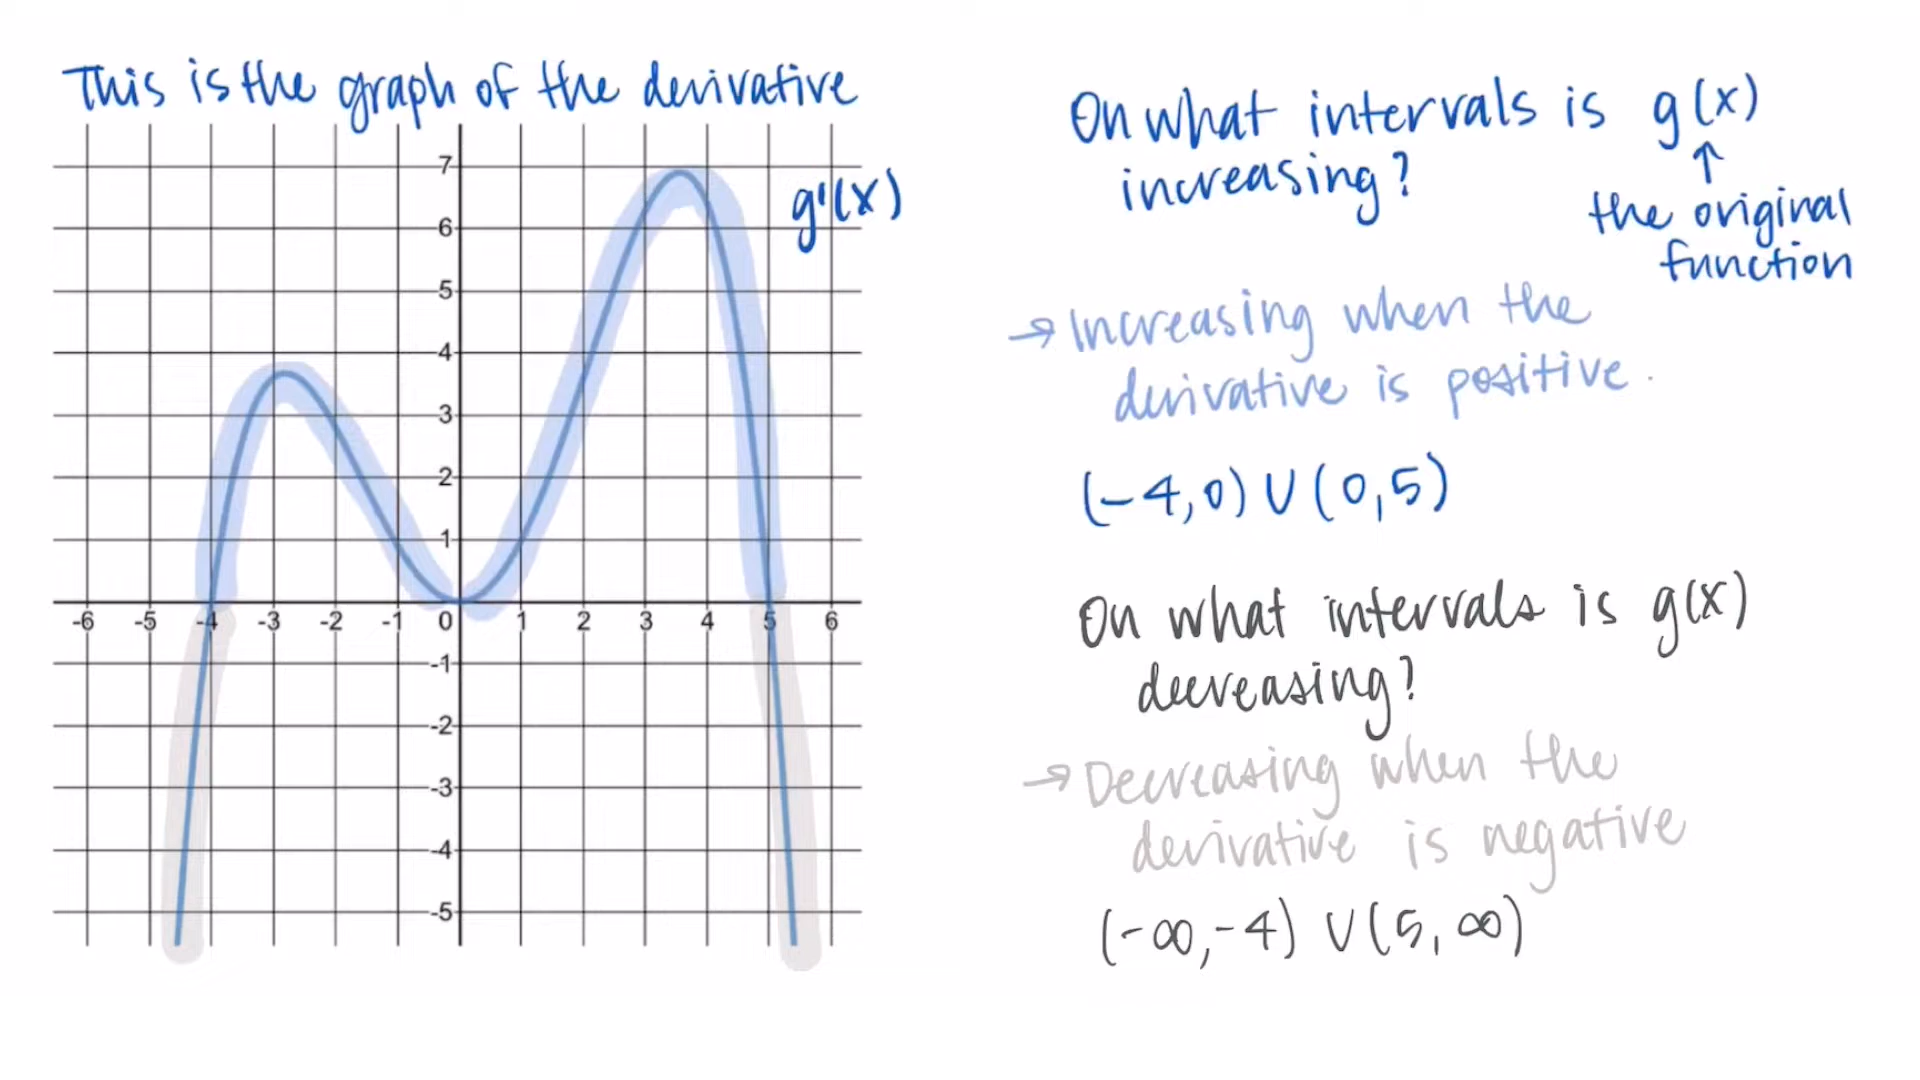 This is the graph of the derivative
g'(x)
7
6
5
4
3
2
1
-6 -5 -4 -3 -2 -1 0 1 2 3 4 5 6
-1
-2
-3
-4
-5
On what intervals is g(x)
increasing?
↑
the original
function
→ Increasing when the
derivative is positive.
(-4,0) ∪ (0,5)
On what intervals is g(x)
decreasing?
→ Decreasing when the
derivative is negative
(-∞,-4) ∪ (5,∞)